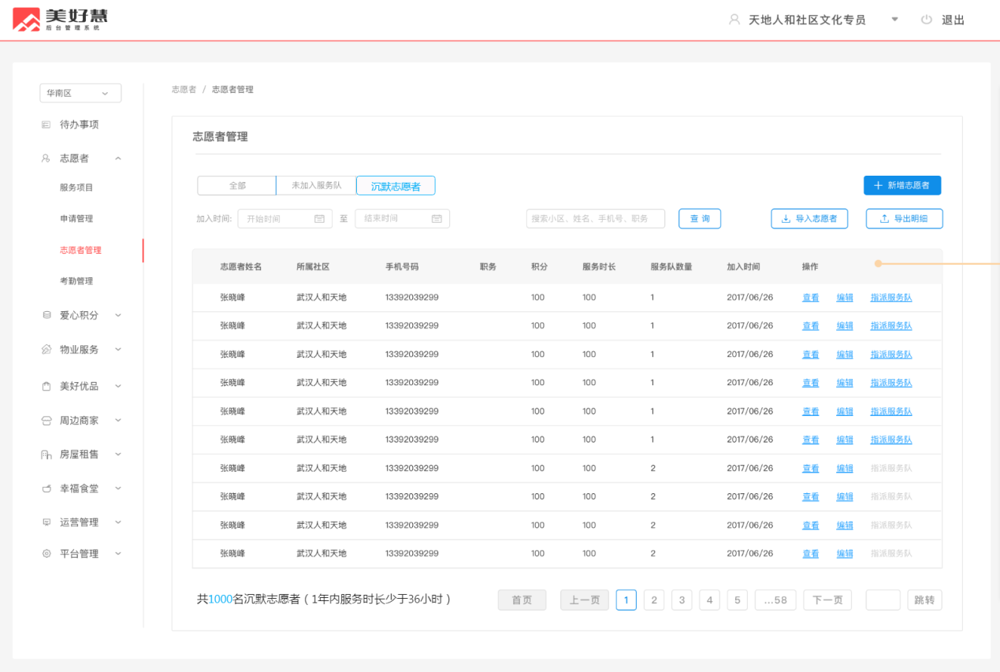 美好慧
后台管理系统
天地人和社区文化专员
退出
华南区
待办事项
志愿者
服务项目
申请管理
志愿者管理
考勤管理
爱心积分
物业服务
美好优品
周边商家
房屋租售
幸福食堂
运营管理
平台管理
志愿者 / 志愿者管理
志愿者管理
全部 未加入服务队 沉默志愿者
新增志愿者
加入时间: 开始时间 至 结束时间 搜索小区、姓名、手机号、职务 查 询 导入志愿者 导出明细
志愿者姓名 所属社区 手机号码 职务 积分 服务时长 服务队数量 加入时间 操作
张晓峰 武汉人和天地 13392039299 100 100 1 2017/06/26 查看 编辑 指派服务队
张晓峰 武汉人和天地 13392039299 100 100 1 2017/06/26 查看 编辑 指派服务队
张晓峰 武汉人和天地 13392039299 100 100 1 2017/06/26 查看 编辑 指派服务队
张晓峰 武汉人和天地 13392039299 100 100 1 2017/06/26 查看 编辑 指派服务队
张晓峰 武汉人和天地 13392039299 100 100 1 2017/06/26 查看 编辑 指派服务队
张晓峰 武汉人和天地 13392039299 100 100 1 2017/06/26 查看 编辑 指派服务队
张晓峰 武汉人和天地 13392039299 100 100 2 2017/06/26 查看 编辑 指派服务队
张晓峰 武汉人和天地 13392039299 100 100 2 2017/06/26 查看 编辑 指派服务队
张晓峰 武汉人和天地 13392039299 100 100 2 2017/06/26 查看 编辑 指派服务队
张晓峰 武汉人和天地 13392039299 100 100 2 2017/06/26 查看 编辑 指派服务队
共1000名沉默志愿者（1年内服务时长少于36小时）
首页 上一页 1 2 3 4 5 ...58 下一页 跳转